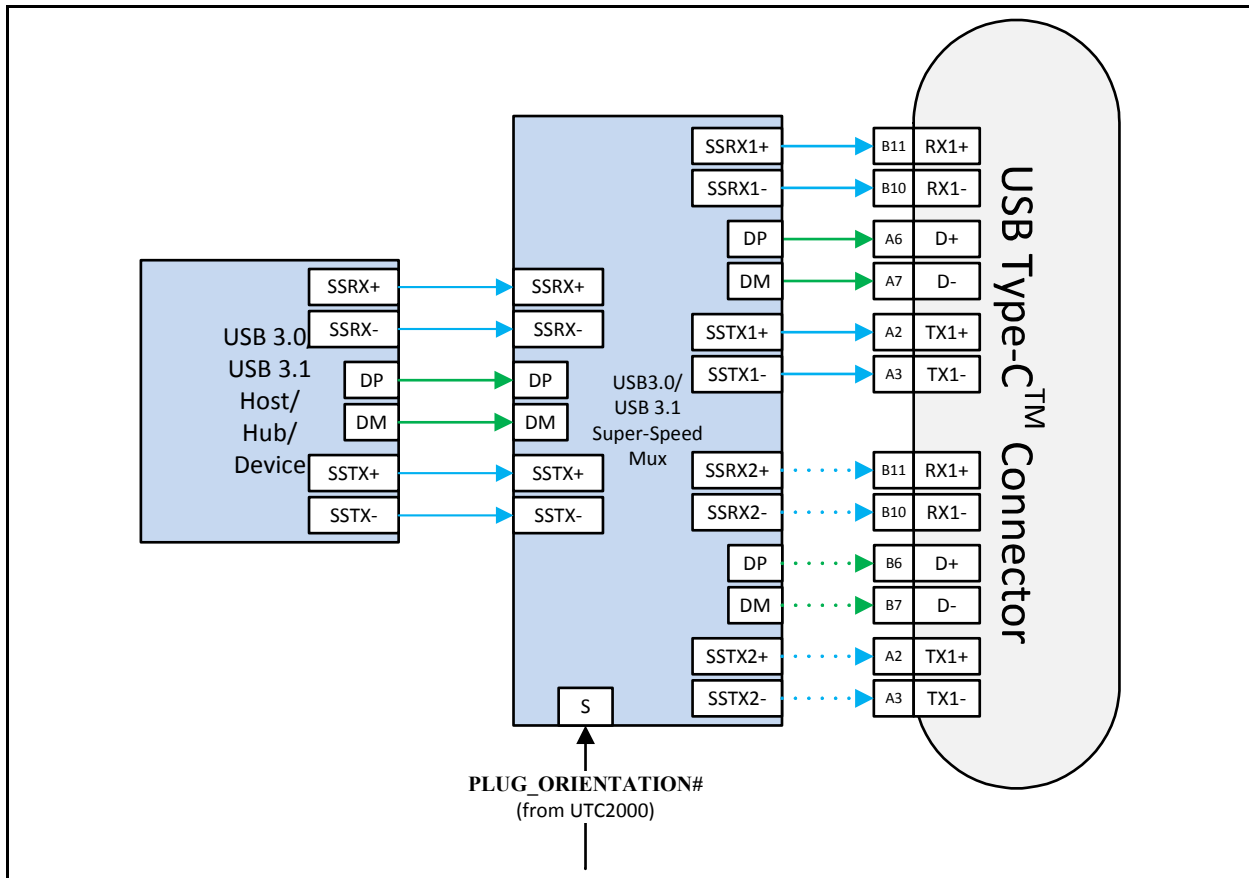 SSRX+
SSRX-
USB 3.0/
USB 3.1
Host/
Hub/
Device
DP
DM
SSTX+
SSTX-
SSRX+
SSRX-
DP
DM
SSTX+
SSTX-
USB3.0/
USB 3.1
Super-Speed
Mux
S
SSRX1+
SSRX1-
DP
DM
SSTX1+
SSTX1-
SSRX2+
SSRX2-
DP
DM
SSTX2+
SSTX2-
B11 RX1+
B10 RX1-
A6 D+
A7 D-
A2 TX1+
A3 TX1-
B11 RX1+
B10 RX1-
B6 D+
B7 D-
A2 TX1+
A3 TX1-
USB Type-C™ Connector
PLUG_ORIENTATION#
(from UTC2000)